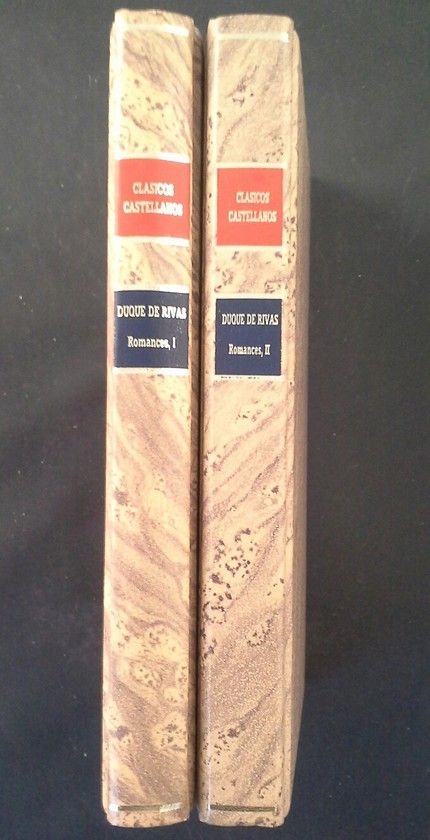 CLASICOS
CASTELLANOS
DUQUE DE RIVAS
Romances, I
CLASICOS
CASTELLANOS
DUQUE DE RIVAS
Romances, II